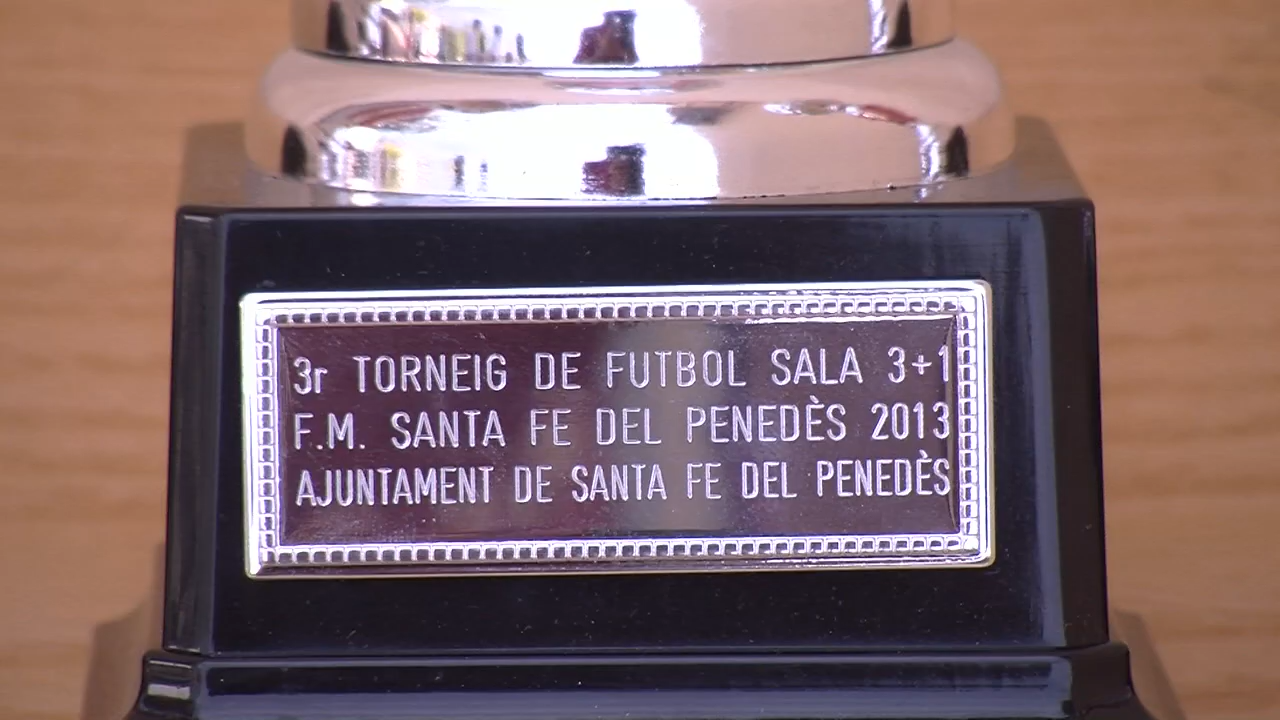 3r TORNEIG DE FUTBOL SALA 3+1
F.M. SANTA FE DEL PENEDÈS 2013
AJUNTAMENT DE SANTA FE DEL PENEDÈS